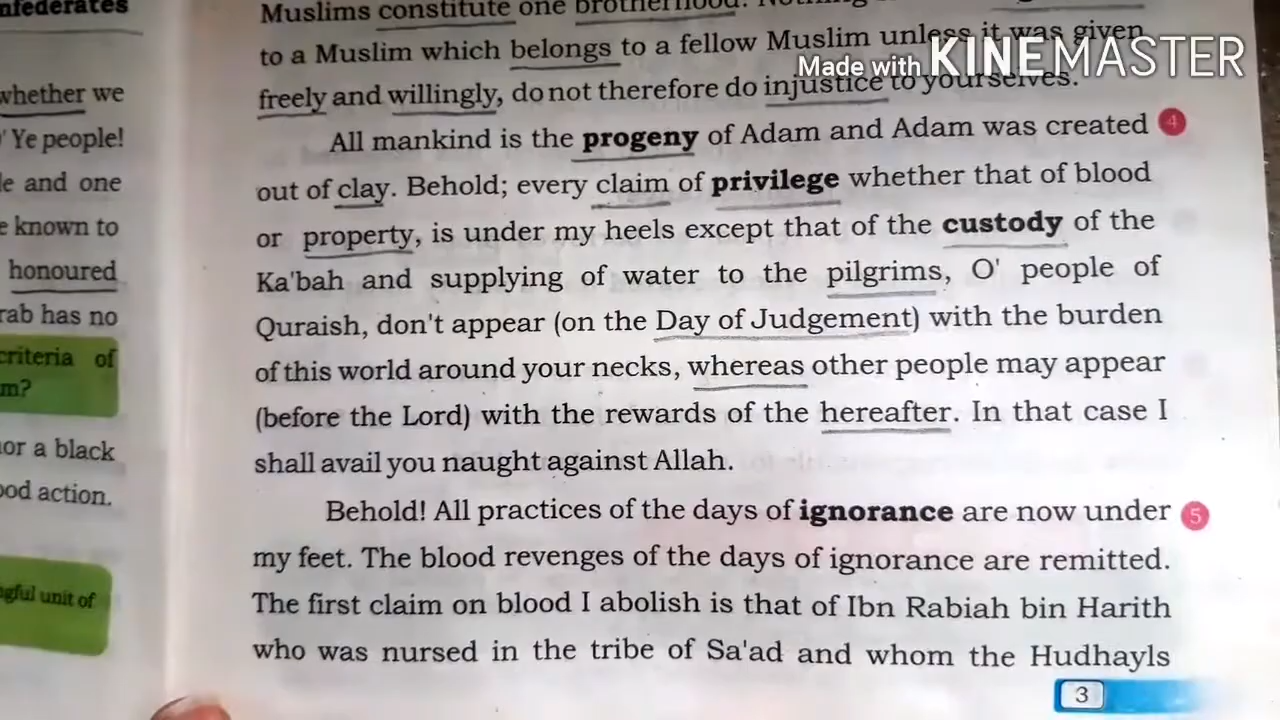 nfederates
whether we
Ye people!
e and one
e known to
honoured
rab has no
criteria of
m?
or a black
ood action.
gful unit of
Muslims constitute one brotherhood.
to a Muslim which belongs to a fellow Muslim unless it was given
freely and willingly, do not therefore do injustice to yourselves.
Made with KINEMASTER
All mankind is the progeny of Adam and Adam was created 4
out of clay. Behold; every claim of privilege whether that of blood
or property, is under my heels except that of the custody of the
Ka'bah and supplying of water to the pilgrims, O' people of
Quraish, don't appear (on the Day of Judgement) with the burden
of this world around your necks, whereas other people may appear
(before the Lord) with the rewards of the hereafter. In that case I
shall avail you naught against Allah.
Behold! All practices of the days of ignorance are now under 5
my feet. The blood revenges of the days of ignorance are remitted.
The first claim on blood I abolish is that of Ibn Rabiah bin Harith
who was nursed in the tribe of Sa'ad and whom the Hudhayls
3